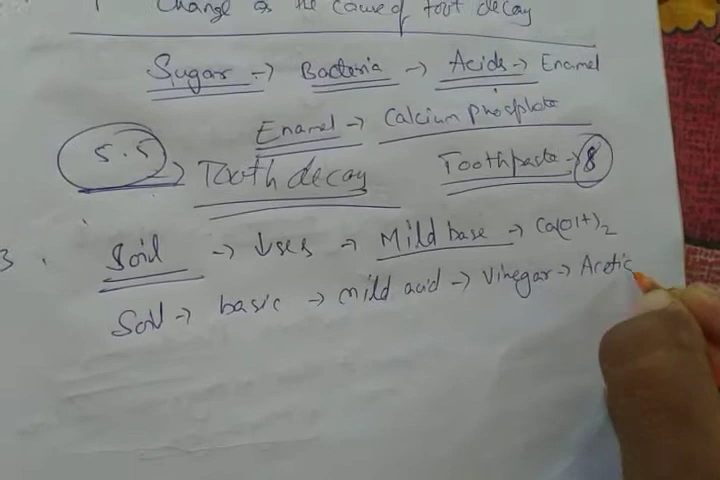 Change as the cause of toot decay
Sugar → Bacteria → Acids → Enamel
Enamel → Calcium Phosphate
5.5 → Tooth decay Toothpaste → 8
3. Soil → Uses → Mild base → Ca(OH)2
Soil → basic → mild acid → Vinegar → Acetic